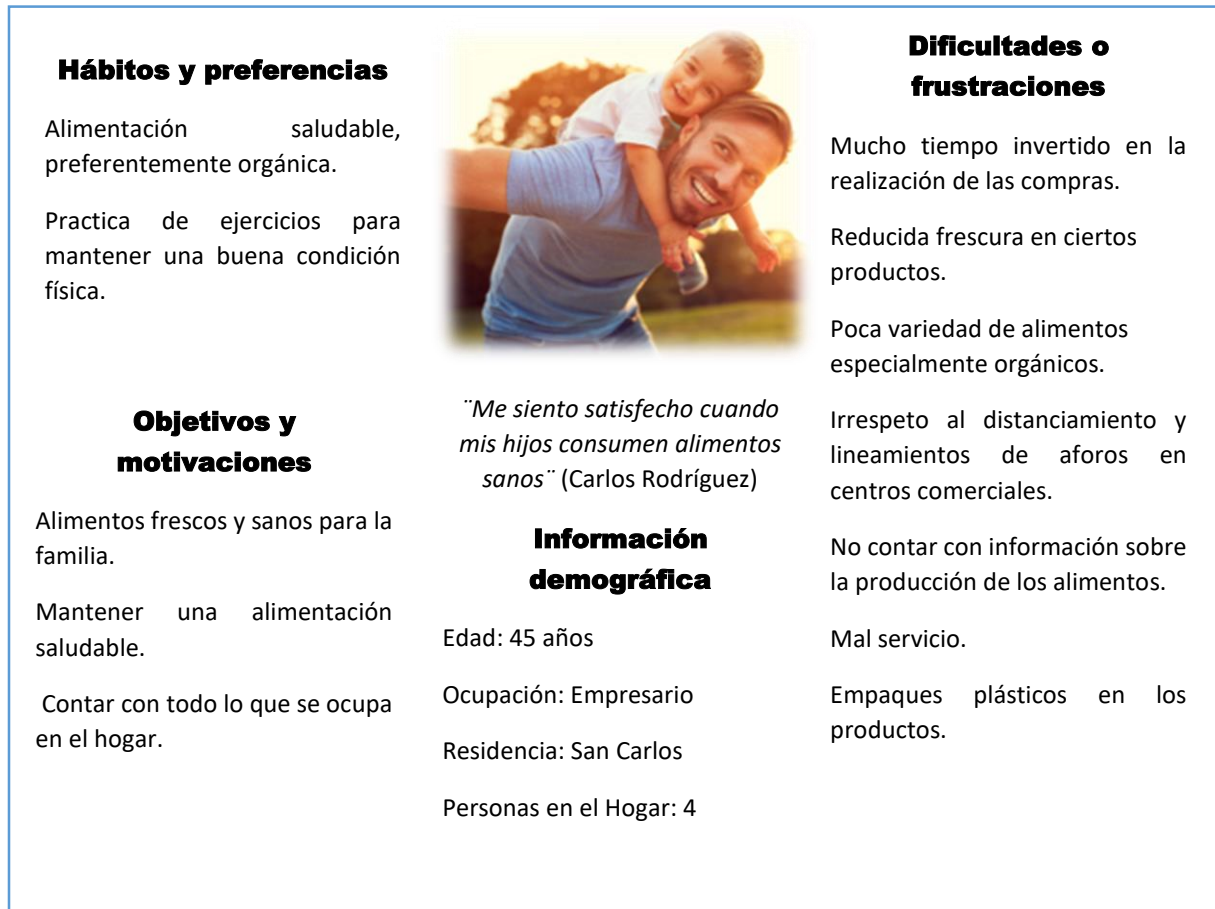 Hábitos y preferencias
Alimentación saludable,
preferentemente orgánica.
Practica de ejercicios para
mantener una buena condición
física.
Objetivos y
motivaciones
Alimentos frescos y sanos para la
familia.
Mantener una alimentación
saludable.
Contar con todo lo que se ocupa
en el hogar.
¨Me siento satisfecho cuando
mis hijos consumen alimentos
sanos¨ (Carlos Rodríguez)
Información
demográfica
Edad: 45 años
Ocupación: Empresario
Residencia: San Carlos
Personas en el Hogar: 4
Dificultades o
frustraciones
Mucho tiempo invertido en la
realización de las compras.
Reducida frescura en ciertos
productos.
Poca variedad de alimentos
especialmente orgánicos.
Irrespeto al distanciamiento y
lineamientos de aforos en
centros comerciales.
No contar con información sobre
la producción de los alimentos.
Mal servicio.
Empaques plásticos en los
productos.